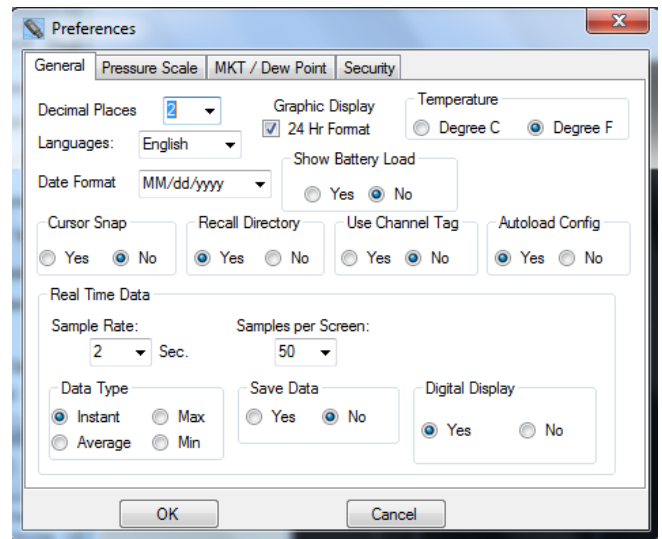 Preferences
General Pressure Scale MKT / Dew Point Security
Decimal Places 2
Graphic Display
24 Hr Format
Temperature
Degree C Degree F
Languages: English
Show Battery Load
Yes No
Date Format MM/dd/yyyy
Cursor Snap
Yes No
Recall Directory
Yes No
Use Channel Tag
Yes No
Autoload Config
Yes No
Real Time Data
Sample Rate:
2 Sec.
Samples per Screen:
50
Data Type
Instant Max
Average Min
Save Data
Yes No
Digital Display
Yes No
OK Cancel